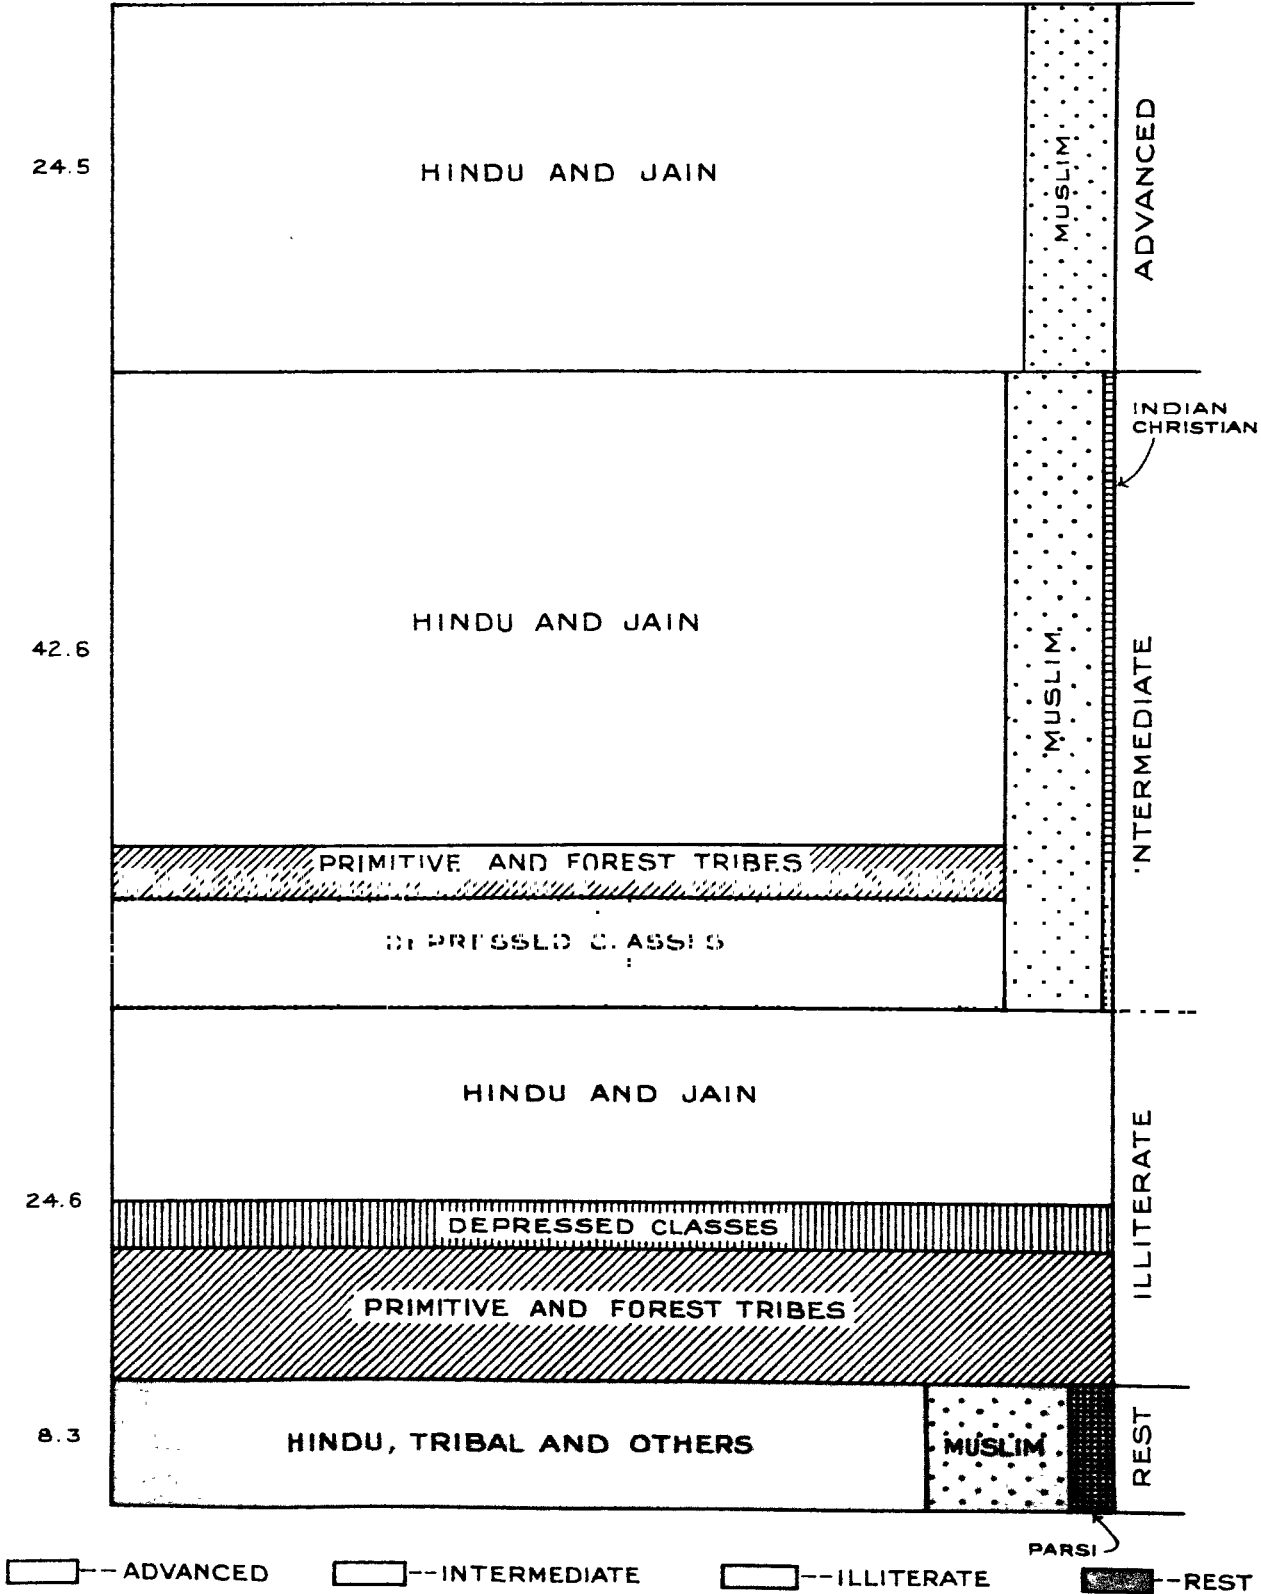 24.5
HINDU AND JAIN
MUSLIM
ADVANCED
INDIAN
CHRISTIAN
42.6
HINDU AND JAIN
MUSLIM
INTERMEDIATE
PRIMITIVE AND FOREST TRIBES
DEPRESSED CLASSES
HINDU AND JAIN
24.6
DEPRESSED CLASSES
PRIMITIVE AND FOREST TRIBES
ILLITERATE
8.3
HINDU, TRIBAL AND OTHERS
MUSLIM
REST
PARSI
ADVANCED
INTERMEDIATE
ILLITERATE
REST